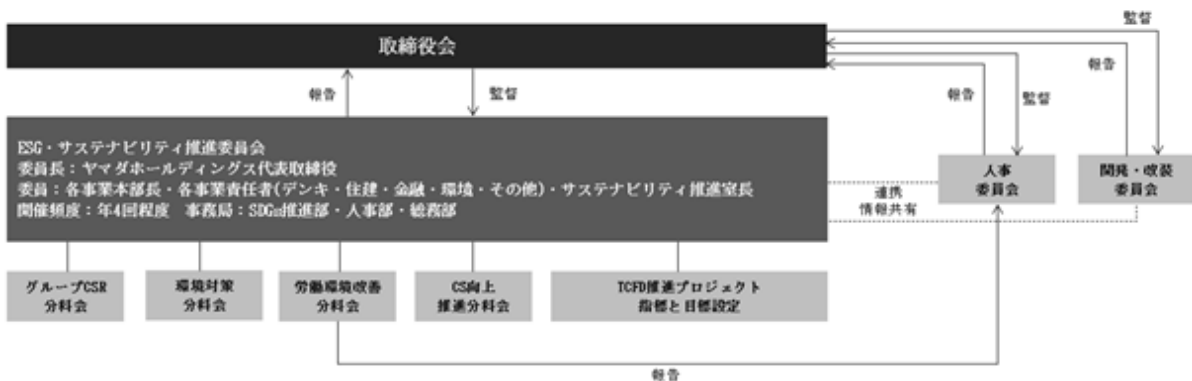 監督
取締役会
報告
監督
報告
監督
報告
ESG・サステナビリティ推進委員会
委員長：ヤマダホールディングス代表取締役
委員：各事業本部長・各事業責任者(デンキ・住建・金融・環境・その他)・サステナビリティ推進室長
開催頻度：年4回程度　事務局：SDGs推進部・人事部・総務部
連携
情報共有
人事
委員会
開発・改装
委員会
グループCSR
分科会
環境対策
分科会
労働環境改善
分科会
CS向上
推進分科会
TCFD推進プロジェクト
指標と目標設定
報告